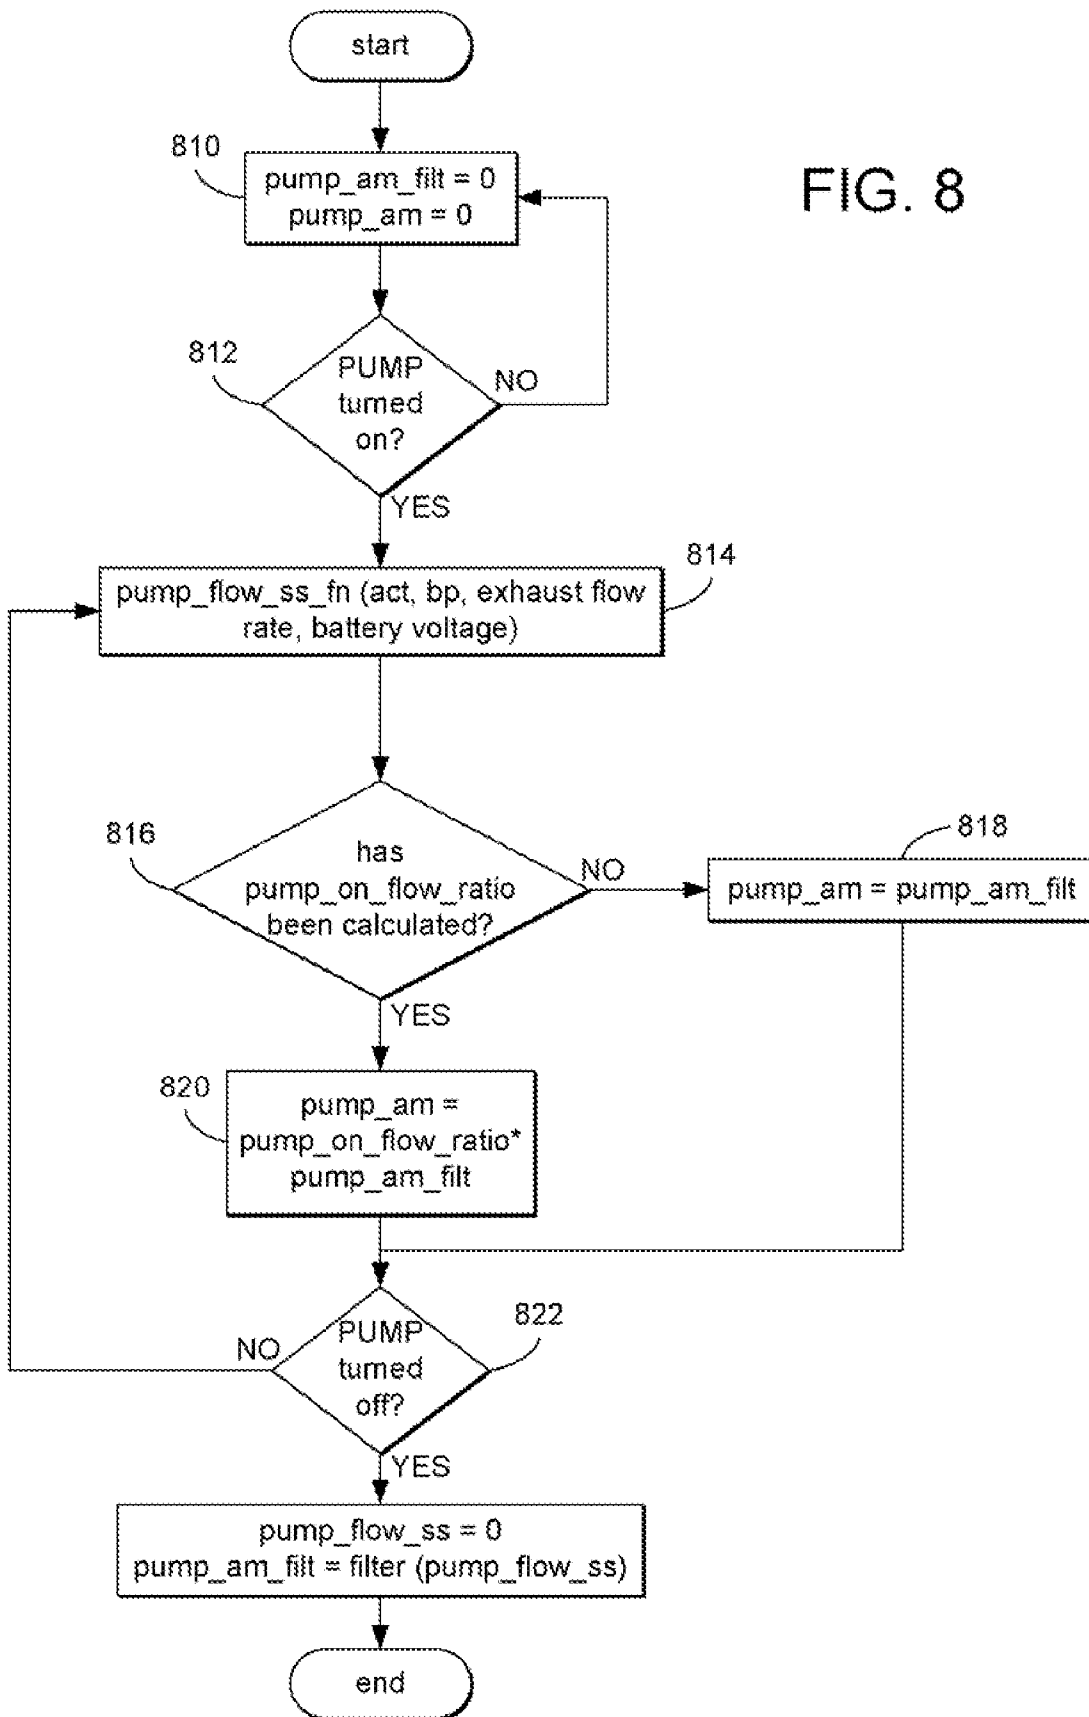 start
810
pump_am_filt = 0
pump_am = 0
FIG. 8
812
PUMP
turned
on?
NO
YES
814
pump_flow_ss_fn (act, bp, exhaust flow
rate, battery voltage)
816
has
pump_on_flow_ratio
been calculated?
NO
818
pump_am = pump_am_filt
YES
820
pump_am =
pump_on_flow_ratio*
pump_am_filt
822
PUMP
turned
off?
NO
YES
pump_flow_ss = 0
pump_am_filt = filter (pump_flow_ss)
end